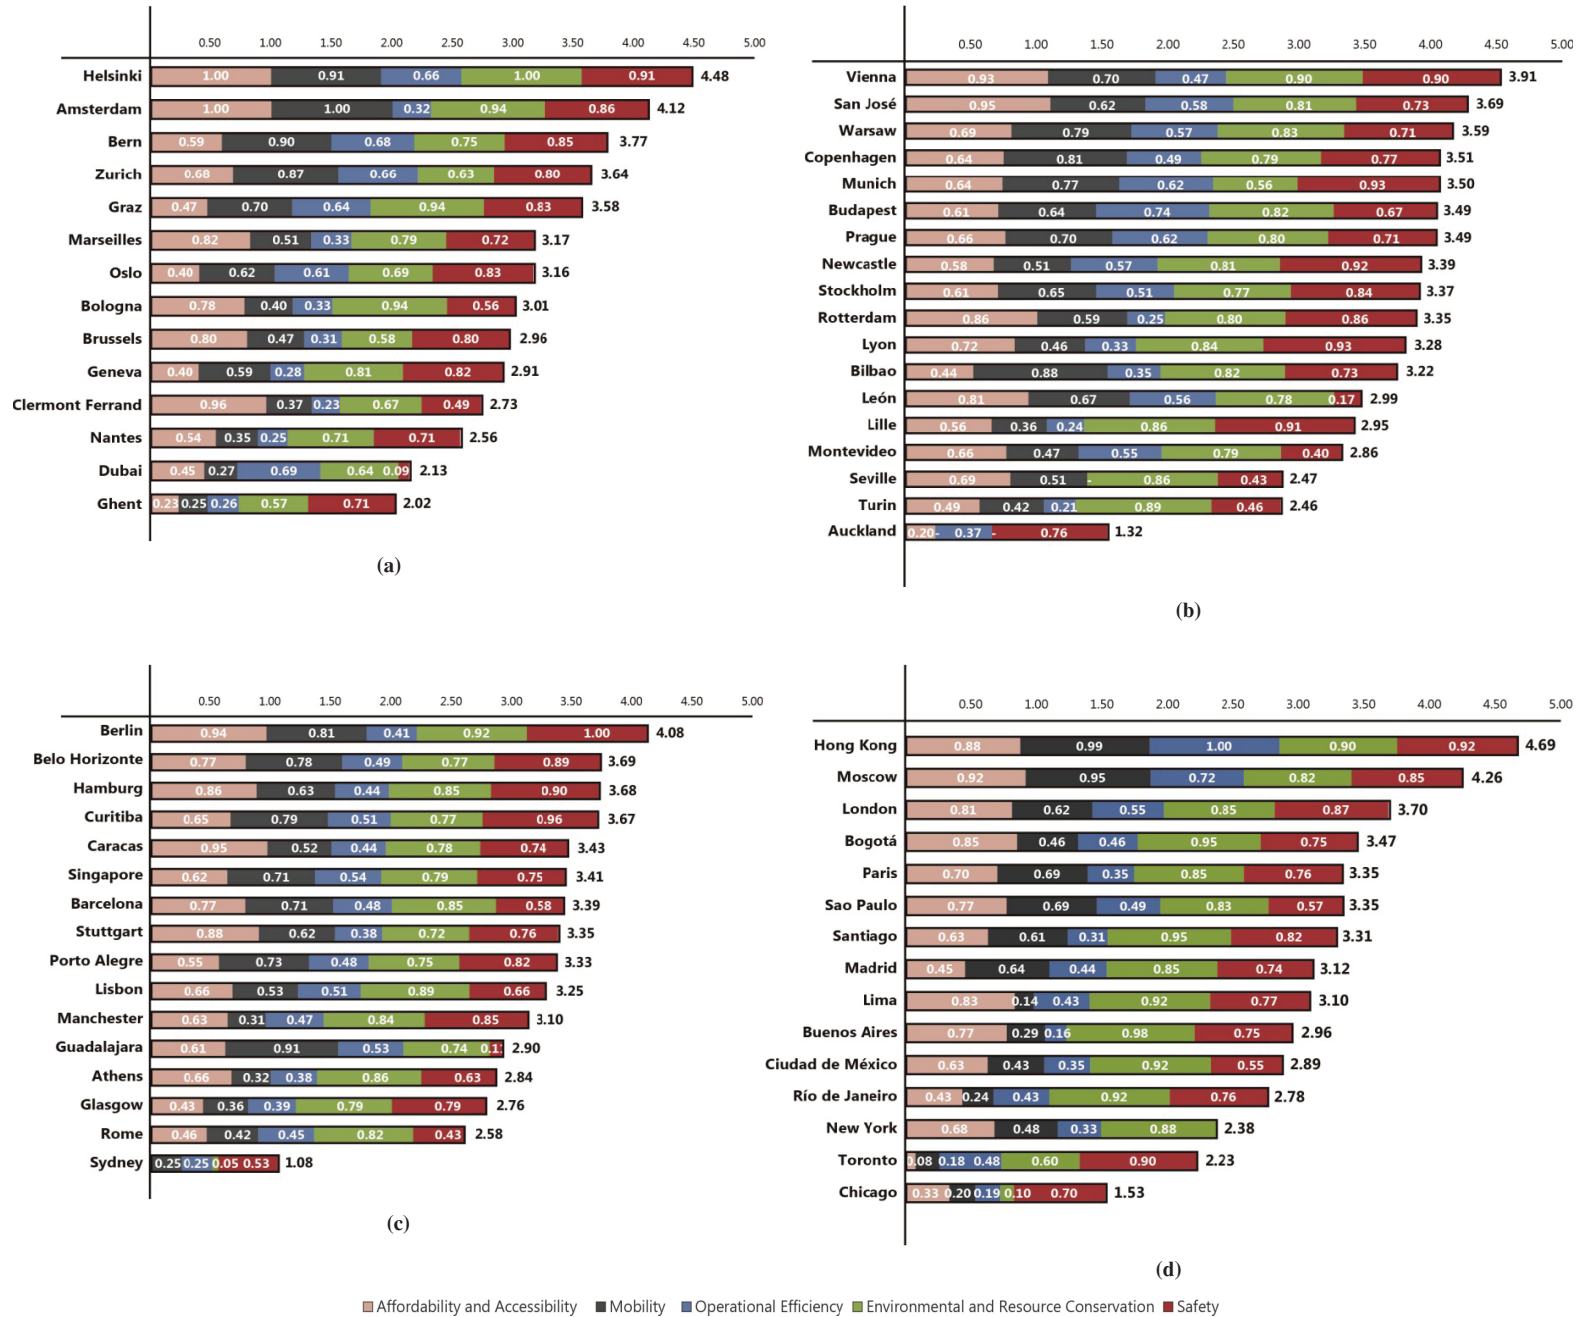 0.50 1.00 1.50 2.00 2.50 3.00 3.50 4.00 4.50 5.00
Helsinki 1.00 0.91 0.66 1.00 0.91 4.48
Amsterdam 1.00 1.00 0.32 0.94 0.86 4.12
Bern 0.59 0.90 0.68 0.75 0.85 3.77
Zurich 0.68 0.87 0.66 0.63 0.80 3.64
Graz 0.47 0.70 0.64 0.94 0.83 3.58
Marseilles 0.82 0.51 0.33 0.79 0.72 3.17
Oslo 0.40 0.62 0.61 0.69 0.83 3.16
Bologna 0.78 0.40 0.33 0.94 0.56 3.01
Brussels 0.80 0.47 0.31 0.58 0.80 2.96
Geneva 0.40 0.59 0.28 0.81 0.82 2.91
Clermont Ferrand 0.96 0.37 0.23 0.67 0.49 2.73
Nantes 0.54 0.35 0.25 0.71 0.71 2.56
Dubai 0.45 0.27 0.69 0.64 0.09 2.13
Ghent 0.23 0.25 0.26 0.57 0.71 2.02
(a)
0.50 1.00 1.50 2.00 2.50 3.00 3.50 4.00 4.50 5.00
Vienna 0.93 0.70 0.47 0.90 0.90 3.91
San José 0.95 0.62 0.58 0.81 0.73 3.69
Warsaw 0.69 0.79 0.57 0.83 0.71 3.59
Copenhagen 0.64 0.81 0.49 0.79 0.77 3.51
Munich 0.64 0.77 0.62 0.56 0.93 3.50
Budapest 0.61 0.64 0.74 0.82 0.67 3.49
Prague 0.66 0.70 0.62 0.80 0.71 3.49
Newcastle 0.58 0.51 0.57 0.81 0.92 3.39
Stockholm 0.61 0.65 0.51 0.77 0.84 3.37
Rotterdam 0.86 0.59 0.25 0.80 0.86 3.35
Lyon 0.72 0.46 0.33 0.84 0.93 3.28
Bilbao 0.44 0.88 0.35 0.82 0.73 3.22
León 0.81 0.67 0.56 0.78 0.17 2.99
Lille 0.56 0.36 0.24 0.86 0.91 2.95
Montevideo 0.66 0.47 0.55 0.79 0.40 2.86
Seville 0.69 0.51 - 0.86 0.43 2.47
Turin 0.49 0.42 0.21 0.89 0.46 2.46
Auckland 0.20 - 0.37 - 0.76 1.32
(b)
0.50 1.00 1.50 2.00 2.50 3.00 3.50 4.00 4.50 5.00
Berlin 0.94 0.81 0.41 0.92 1.00 4.08
Belo Horizonte 0.77 0.78 0.49 0.77 0.89 3.69
Hamburg 0.86 0.63 0.44 0.85 0.90 3.68
Curitiba 0.65 0.79 0.51 0.77 0.96 3.67
Caracas 0.95 0.52 0.44 0.78 0.74 3.43
Singapore 0.62 0.71 0.54 0.79 0.75 3.41
Barcelona 0.77 0.71 0.48 0.85 0.58 3.39
Stuttgart 0.88 0.62 0.38 0.72 0.76 3.35
Porto Alegre 0.55 0.73 0.48 0.75 0.82 3.33
Lisbon 0.66 0.53 0.51 0.89 0.66 3.25
Manchester 0.63 0.31 0.47 0.84 0.85 3.10
Guadalajara 0.61 0.91 0.53 0.74 2.90
Athens 0.66 0.32 0.38 0.86 0.63 2.84
Glasgow 0.43 0.36 0.39 0.79 0.79 2.76
Rome 0.46 0.42 0.45 0.82 0.43 2.58
Sydney 0.25 0.25 0.05 0.53 1.08
(c)
0.50 1.00 1.50 2.00 2.50 3.00 3.50 4.00 4.50 5.00
Hong Kong 0.88 0.99 1.00 0.90 0.92 4.69
Moscow 0.92 0.95 0.72 0.82 0.85 4.26
London 0.81 0.62 0.55 0.85 0.87 3.70
Bogotá 0.85 0.46 0.46 0.95 0.75 3.47
Paris 0.70 0.69 0.35 0.85 0.76 3.35
Sao Paulo 0.77 0.69 0.49 0.83 0.57 3.35
Santiago 0.63 0.61 0.31 0.95 0.82 3.31
Madrid 0.45 0.64 0.44 0.85 0.74 3.12
Lima 0.83 0.14 0.43 0.92 0.77 3.10
Buenos Aires 0.77 0.29 0.16 0.98 0.75 2.96
Ciudad de México 0.63 0.43 0.35 0.92 0.55 2.89
Río de Janeiro 0.43 0.24 0.43 0.92 0.76 2.78
New York 0.68 0.48 0.33 0.88 2.38
Toronto 0.08 0.18 0.48 0.60 0.90 2.23
Chicago 0.33 0.20 0.19 0.10 0.70 1.53
(d)
Affordability and Accessibility Mobility Operational Efficiency Environmental and Resource Conservation Safety